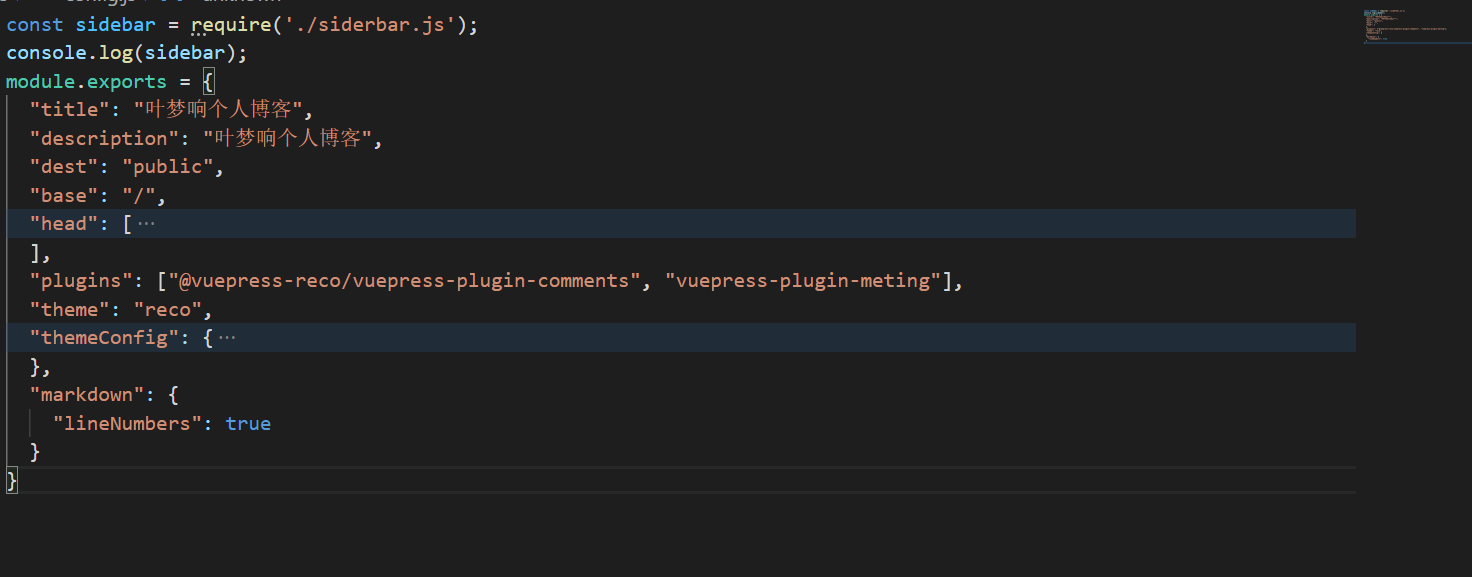 const sidebar = require('./siderbar.js');
console.log(sidebar);
module.exports = {
"title": "叶梦响个人博客",
"description": "叶梦响个人博客",
"dest": "public",
"base": "/",
"head": [ ···
],
"plugins": ["@vuepress-reco/vuepress-plugin-comments", "vuepress-plugin-meting"],
"theme": "reco",
"themeConfig": { ···
},
"markdown": {
"lineNumbers": true
}
}